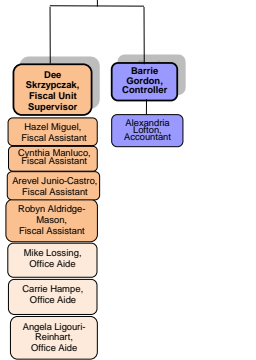 Dee
Skrzypczak,
Fiscal Unit
Supervisor
Barrie
Gordon,
Controller
Hazel Miguel,
Fiscal Assistant
Cynthia Manluco,
Fiscal Assistant
Arevel Junio-Castro,
Fiscal Assistant
Robyn Aldridge-
Mason,
Fiscal Assistant
Mike Lossing,
Office Aide
Carrie Hampe,
Office Aide
Angela Ligouri-
Reinhart,
Office Aide
Alexandria
Lofton,
Accountant